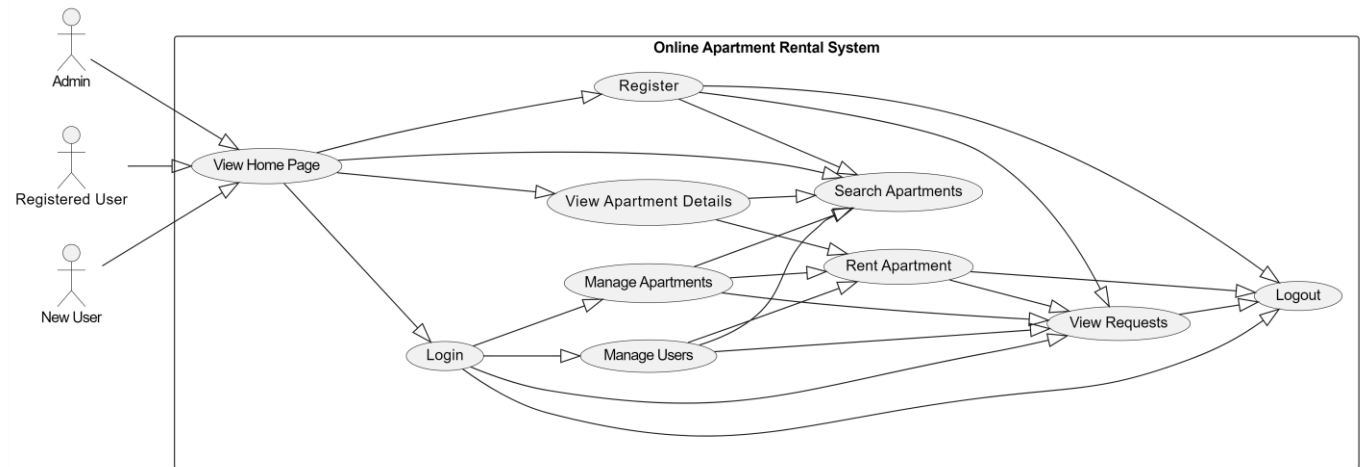 Online Apartment Rental System
Admin
Register
View Home Page
Registered User
Search Apartments
View Apartment Details
Rent Apartment
Manage Apartments
New User
Logout
View Requests
Login
Manage Users